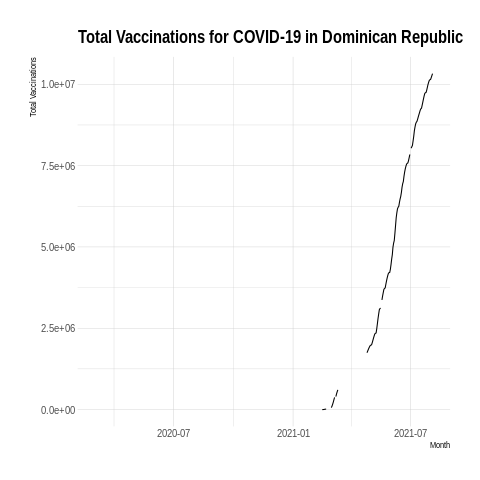 Total Vaccinations for COVID-19 in Dominican Republic
Total Vaccinations
1.0e+07
7.5e+06
5.0e+06
2.5e+06
0.0e+00
2020-07 2021-01 2021-07
Month